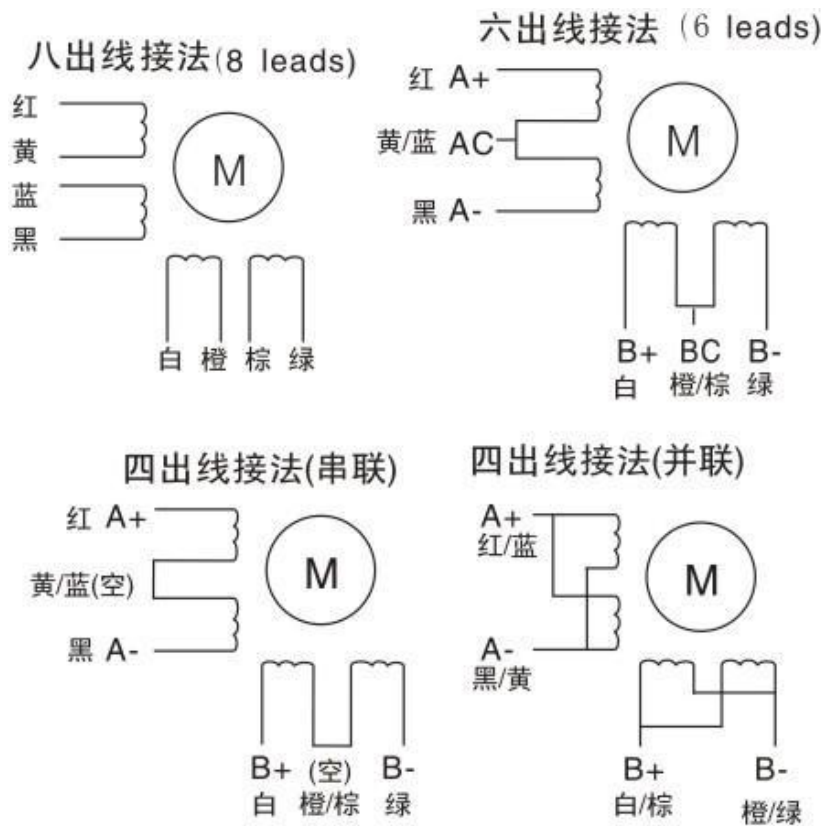 八出线接法(8 leads)
红
黄
蓝
黑
M
白 橙 棕 绿
六出线接法 (6 leads)
红 A+
黄/蓝 AC
黑 A-
M
B+ BC B-
白 橙/棕 绿
四出线接法(串联)
红 A+
黄/蓝(空)
黑 A-
M
B+ (空) B-
白 橙/棕 绿
四出线接法(并联)
A+
红/蓝
A-
黑/黄
M
B+ B-
白/棕 橙/绿